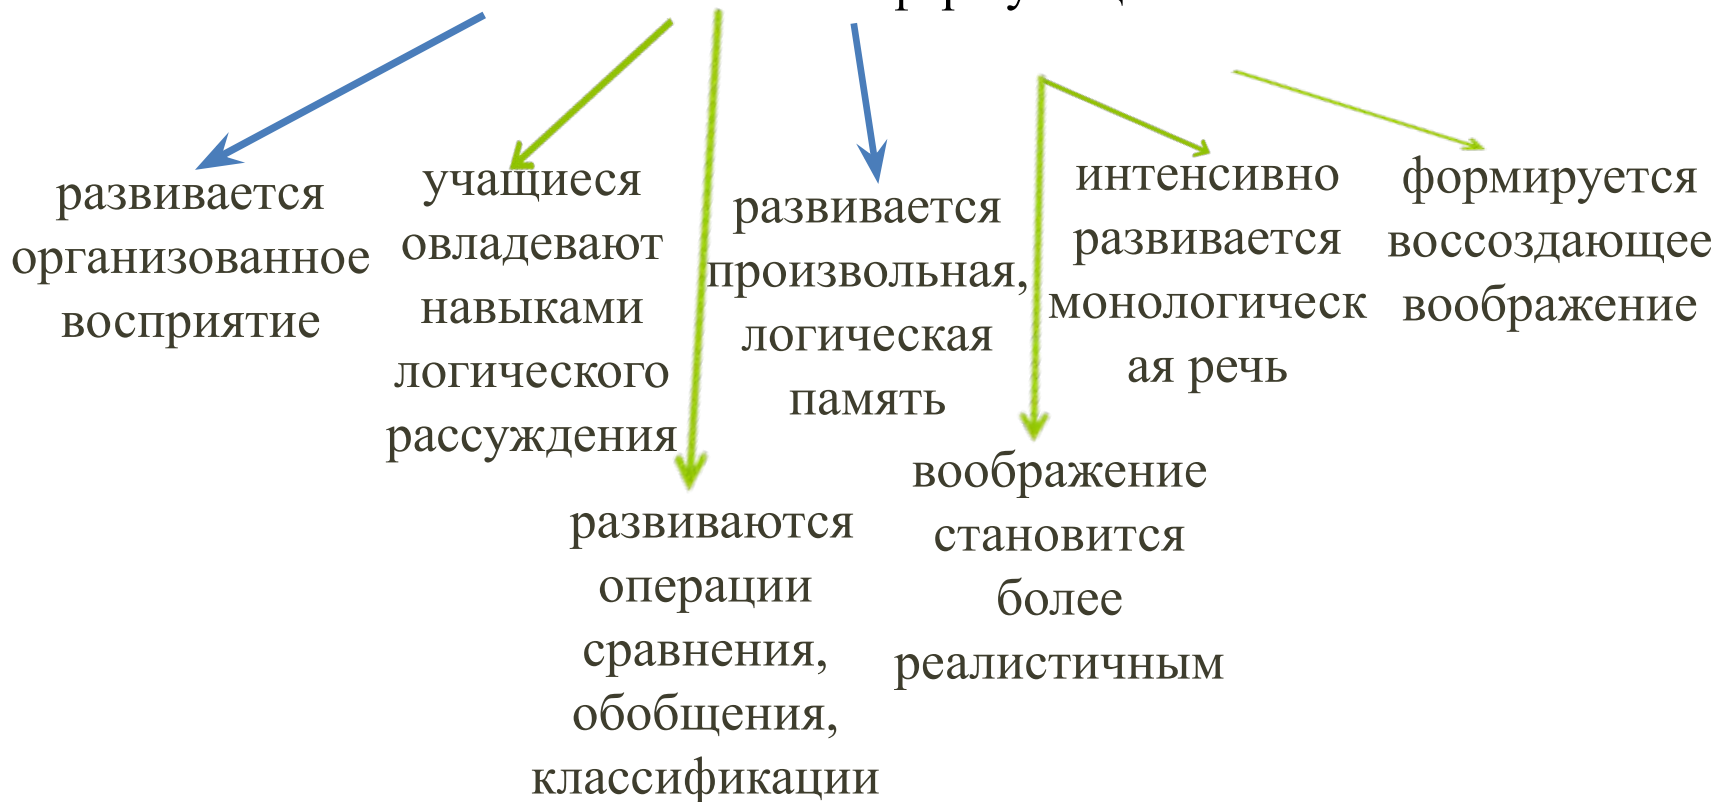 развивается
организованное
восприятие
учащиеся
овладевают
навыками
логического
рассуждения
развиваются
операции
сравнения,
обобщения,
классификации
развивается
произвольная,
логическая
память
воображение
становится
более
реалистичным
интенсивно
развивается
монологическ
ая речь
формируется
воссоздающее
воображение